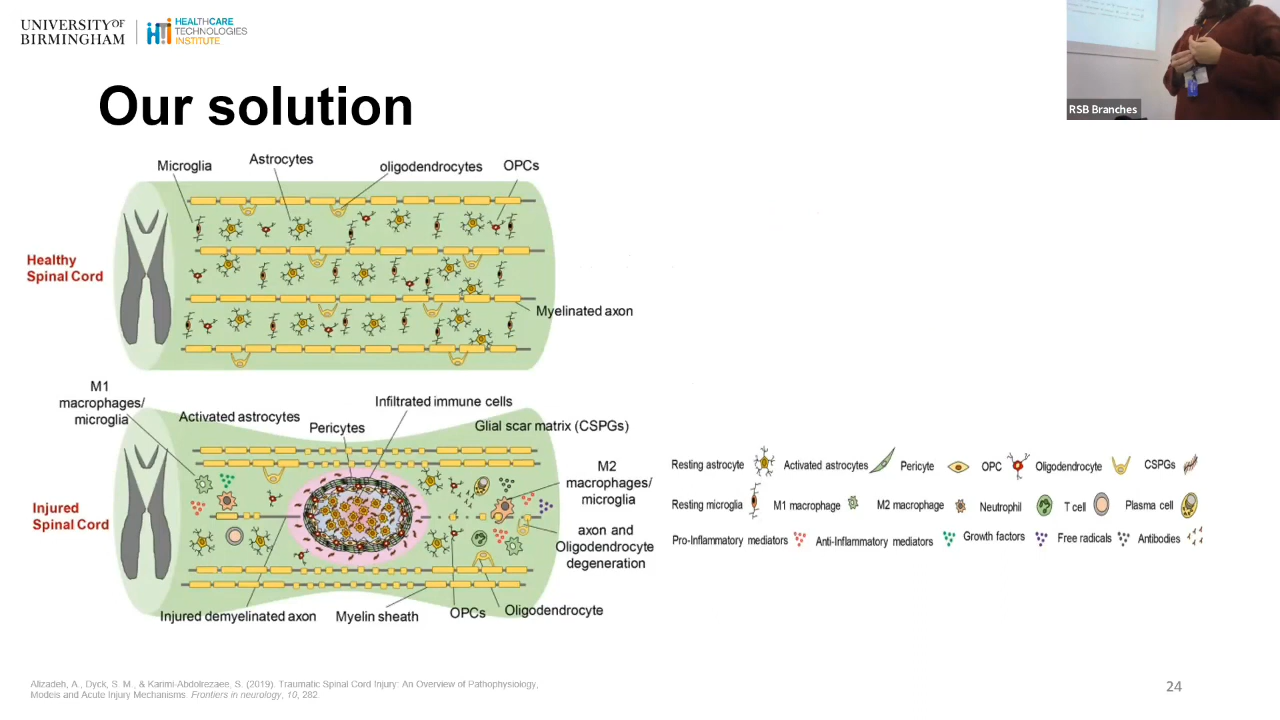 UNIVERSITY OF
BIRMINGHAM
HEALTHCARE
TECHNOLOGIES
INSTITUTE
RSB Branches
Our solution
Microglia
Astrocytes
oligodendrocytes
OPCs
Healthy
Spinal Cord
Myelinated axon
M1
macrophages/
microglia
Activated astrocytes
Pericytes
Infiltrated immune cells
Glial scar matrix (CSPGs)
M2
macrophages/
microglia
Injured
Spinal Cord
axon and
Oligodendrocyte
degeneration
Injured demyelinated axon
Myelin sheath
OPCs
Oligodendrocyte
Resting astrocyte
Activated astrocytes
Pericyte
OPC
Oligodendrocyte
CSPGs
Resting microglia
M1 macrophage
M2 macrophage
Neutrophil
T cell
Plasma cell
Pro-Inflammatory mediators
Anti-Inflammatory mediators
Growth factors
Free radicals
Antibodies
Alizadeh, A., Dyck, S. M., & Karimi-Abdolrezaee, S. (2019). Traumatic Spinal Cord Injury: An Overview of Pathophysiology,
Models and Acute Injury Mechanisms. Frontiers in neurology, 10, 282.
24